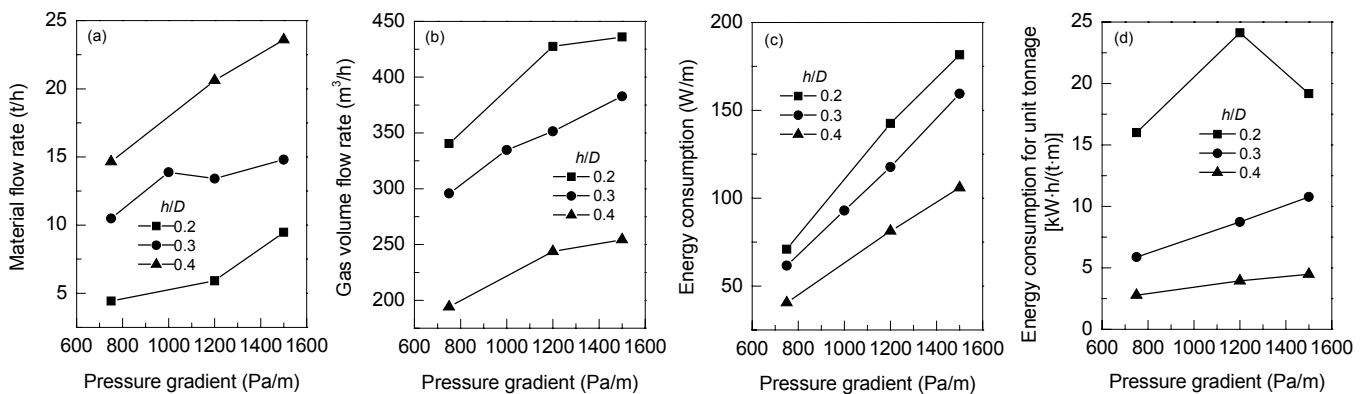 (a)
Material flow rate (t/h)
25
20
15
10
5
h/D
0.2
0.3
0.4
600 800 1000 1200 1400 1600
Pressure gradient (Pa/m)
(b)
Gas volume flow rate (m³/h)
450
400
350
300
250
200
h/D
0.2
0.3
0.4
600 800 1000 1200 1400 1600
Pressure gradient (Pa/m)
(c)
Energy consumption (W/m)
200
150
100
50
h/D
0.2
0.3
0.4
600 800 1000 1200 1400 1600
Pressure gradient (Pa/m)
(d)
Energy consumption for unit tonnage
[kW·h/(t·m)]
25
20
15
10
5
0
h/D
0.2
0.3
0.4
600 800 1000 1200 1400 1600
Pressure gradient (Pa/m)